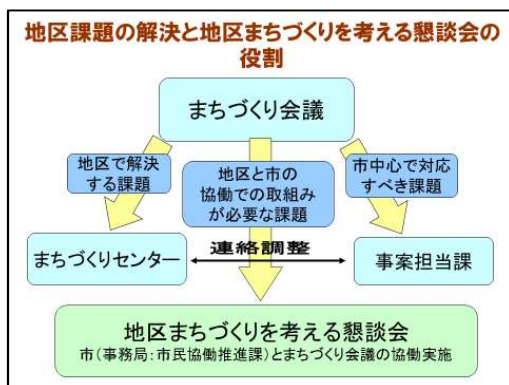 地区課題の解決と地区まちづくりを考える懇談会の
役割
まちづくり会議
地区で解決
する課題
地区と市の
協働での取組み
が必要な課題
市中心で対応
すべき課題
まちづくりセンター
連絡調整
事案担当課
地区まちづくりを考える懇談会
市(事務局:市民協働推進課)とまちづくり会議の協働実施